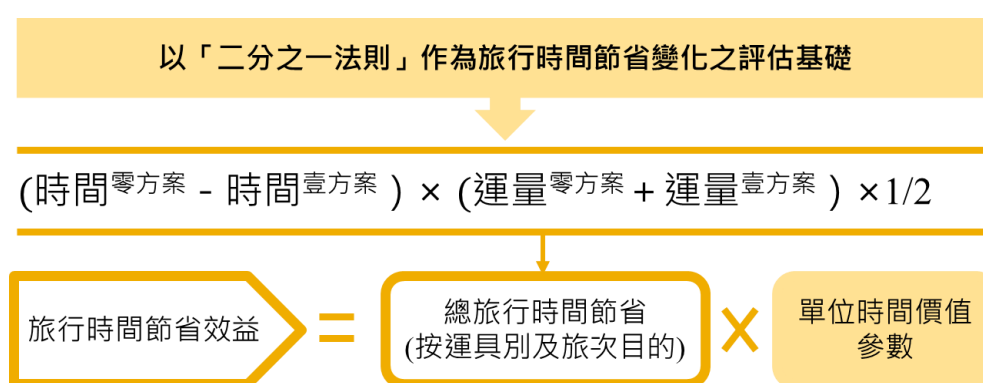 以「二分之一法則」作為旅行時間節省變化之評估基礎
(時間零方案 - 時間壹方案 ) × (運量零方案 + 運量壹方案 ) ×1/2
旅行時間節省效益 = 總旅行時間節省 × 單位時間價值
(按運具別及旅次目的) 參數